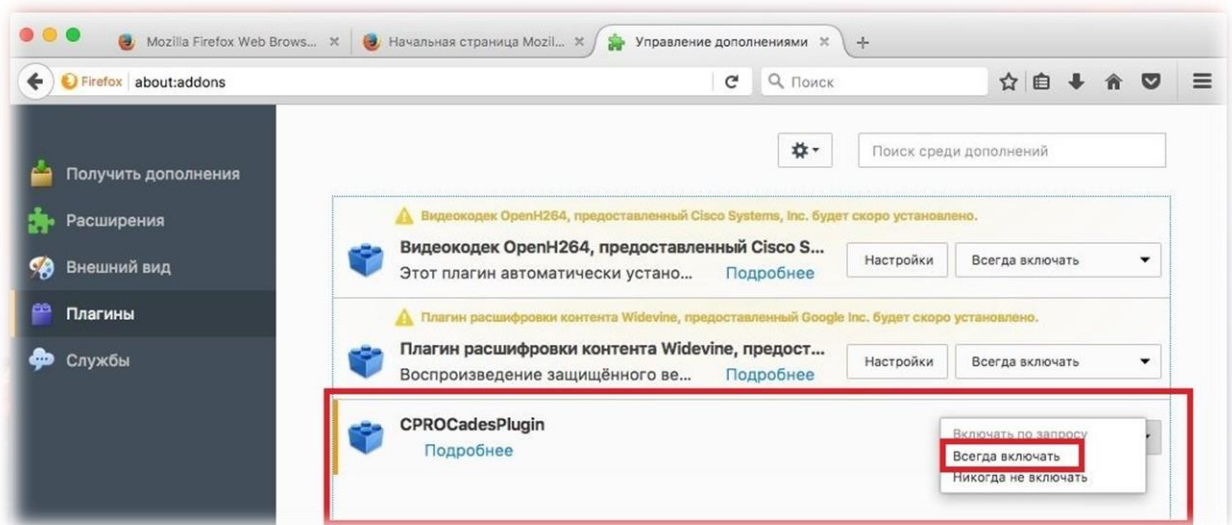 Mozilla Firefox Web Brows...
Начальная страница Mozil...
Управление дополнениями
Firefox about:addons
Поиск
Поиск среди дополнений
Получить дополнения
Расширения
Внешний вид
Плагины
Службы
Видеокодек OpenH264, предоставленный Cisco Systems, Inc. будет скоро установлено.
Видеокодек OpenH264, предоставленный Cisco S...
Этот плагин автоматически устано... Подробнее
Настройки
Всегда включать
Плагин расшифровки контента Widevine, предоставленный Google Inc. будет скоро установлено.
Плагин расшифровки контента Widevine, предост...
Воспроизведение защищённого ве... Подробнее
Настройки
Всегда включать
CPROCadesPlugin
Подробнее
Включать по запросу
Всегда включать
Никогда не включать